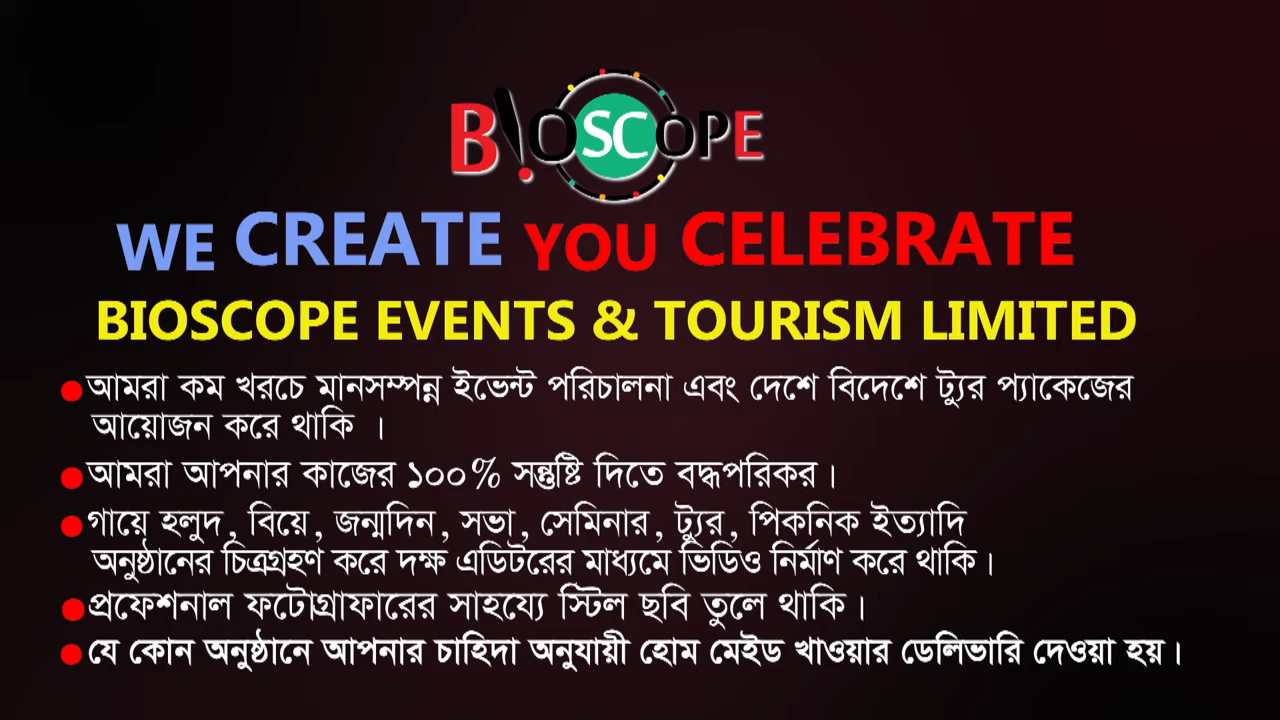 BIOSCOPE
WE CREATE YOU CELEBRATE
BIOSCOPE EVENTS & TOURISM LIMITED
আমরা কম খরচে মানসম্পন্ন ইভেন্ট পরিচালনা এবং দেশে বিদেশে ট্যুর প্যাকেজের
আয়োজন করে থাকি ।
আমরা আপনার কাজের ১০০% সন্তুষ্টি দিতে বদ্ধপরিকর।
গায়ে হলুদ, বিয়ে, জন্মদিন, সভা, সেমিনার, ট্যুর, পিকনিক ইত্যাদি
অনুষ্ঠানের চিত্রগ্রহণ করে দক্ষ এডিটরের মাধ্যমে ভিডিও নির্মাণ করে থাকি।
প্রফেশনাল ফটোগ্রাফারের সাহয্যে স্টিল ছবি তুলে থাকি।
যে কোন অনুষ্ঠানে আপনার চাহিদা অনুযায়ী হোম মেইড খাওয়ার ডেলিভারি দেওয়া হয়।